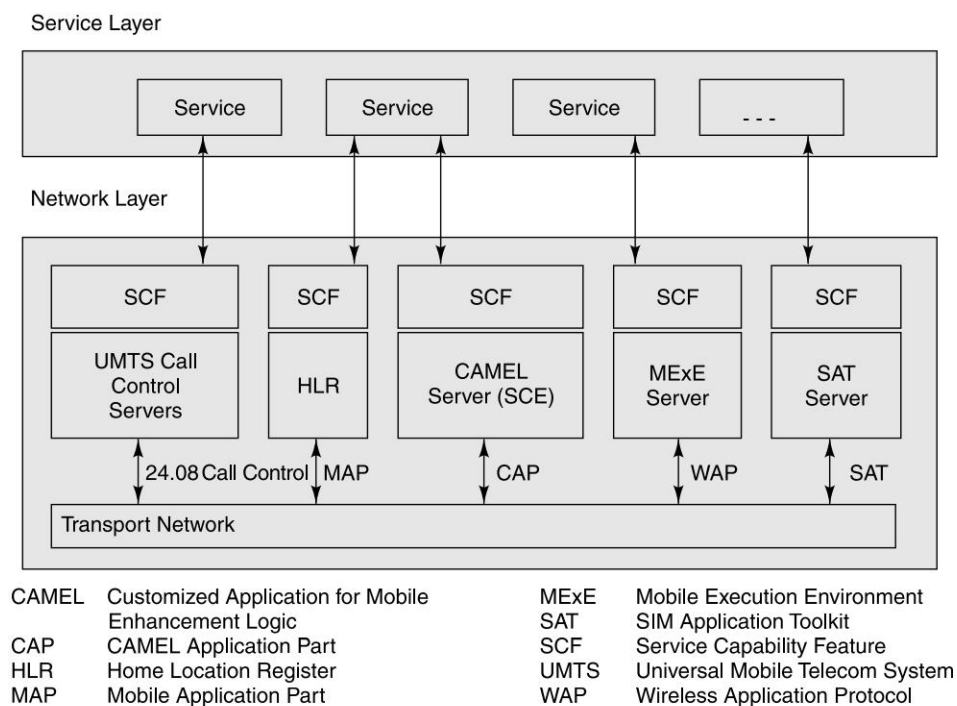 Service Layer
Service Service Service - - -
Network Layer
SCF SCF SCF SCF SCF
UMTS Call
Control
Servers
HLR
CAMEL
Server (SCE)
MExE
Server
SAT
Server
24.08 Call Control MAP CAP WAP SAT
Transport Network
CAMEL Customized Application for Mobile
Enhancement Logic
CAP CAMEL Application Part
HLR Home Location Register
MAP Mobile Application Part
MExE Mobile Execution Environment
SAT SIM Application Toolkit
SCF Service Capability Feature
UMTS Universal Mobile Telecom System
WAP Wireless Application Protocol